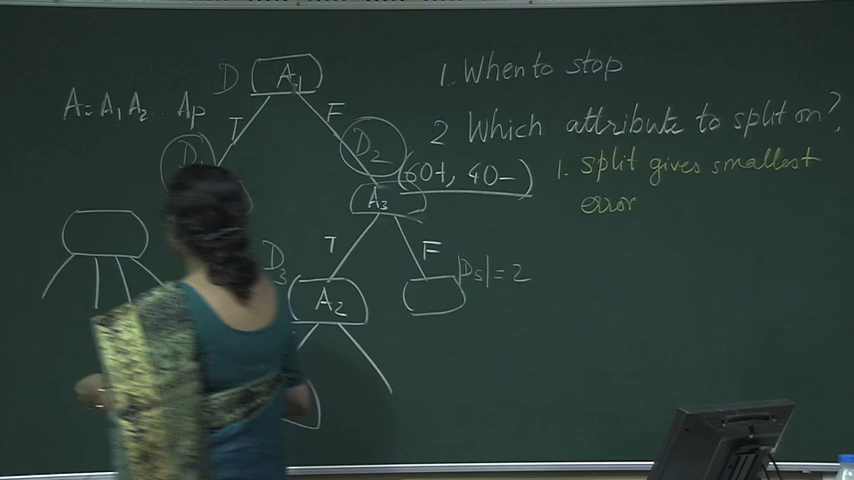 D A₁
1. When to stop
A = A₁ A₂ .. Ap
T F
2 Which attribute to split on?
D₂
(60+, 40-)
1. split gives smallest
error
A₃
T F
D₃
|D₅| = 2
A₂